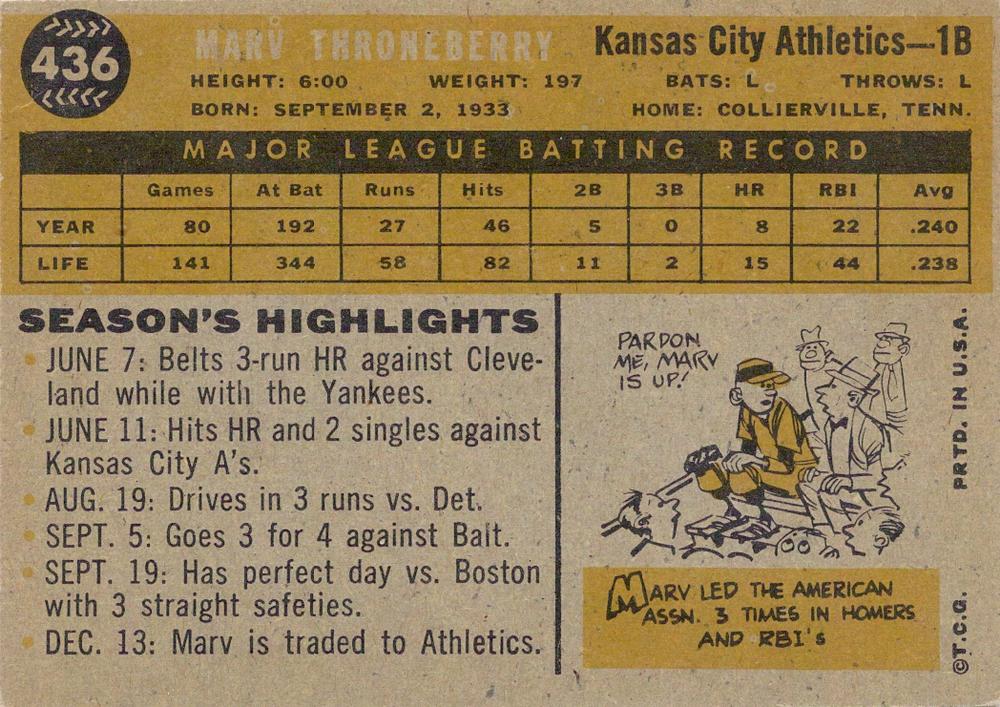 436
MARV THRONEBERRY
Kansas City Athletics—1B
HEIGHT: 6:00 WEIGHT: 197 BATS: L THROWS: L
BORN: SEPTEMBER 2, 1933 HOME: COLLIERVILLE, TENN.
MAJOR LEAGUE BATTING RECORD
Games At Bat Runs Hits 2B 3B HR RBI Avg
YEAR 80 192 27 46 5 0 8 22 .240
LIFE 141 344 58 82 11 2 15 44 .238
SEASON'S HIGHLIGHTS
• JUNE 7: Belts 3-run HR against Cleve-
land while with the Yankees.
• JUNE 11: Hits HR and 2 singles against
Kansas City A's.
• AUG. 19: Drives in 3 runs vs. Det.
• SEPT. 5: Goes 3 for 4 against Balt.
• SEPT. 19: Has perfect day vs. Boston
with 3 straight safeties.
• DEC. 13: Marv is traded to Athletics.
PARDON
ME, MARV
IS UP!
MARV LED THE AMERICAN
ASSN. 3 TIMES IN HOMERS
AND RBI's
©T.C.G. PRTD. IN U.S.A.